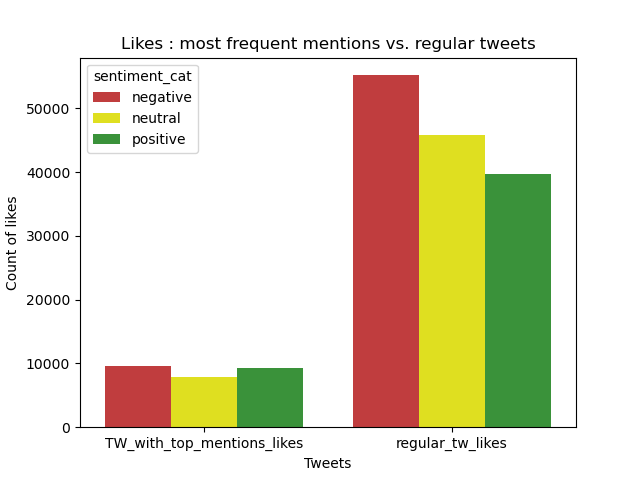 Likes : most frequent mentions vs. regular tweets
sentiment_cat
negative
neutral
positive
50000
40000
30000
20000
10000
0
Count of likes
TW_with_top_mentions_likes
regular_tw_likes
Tweets